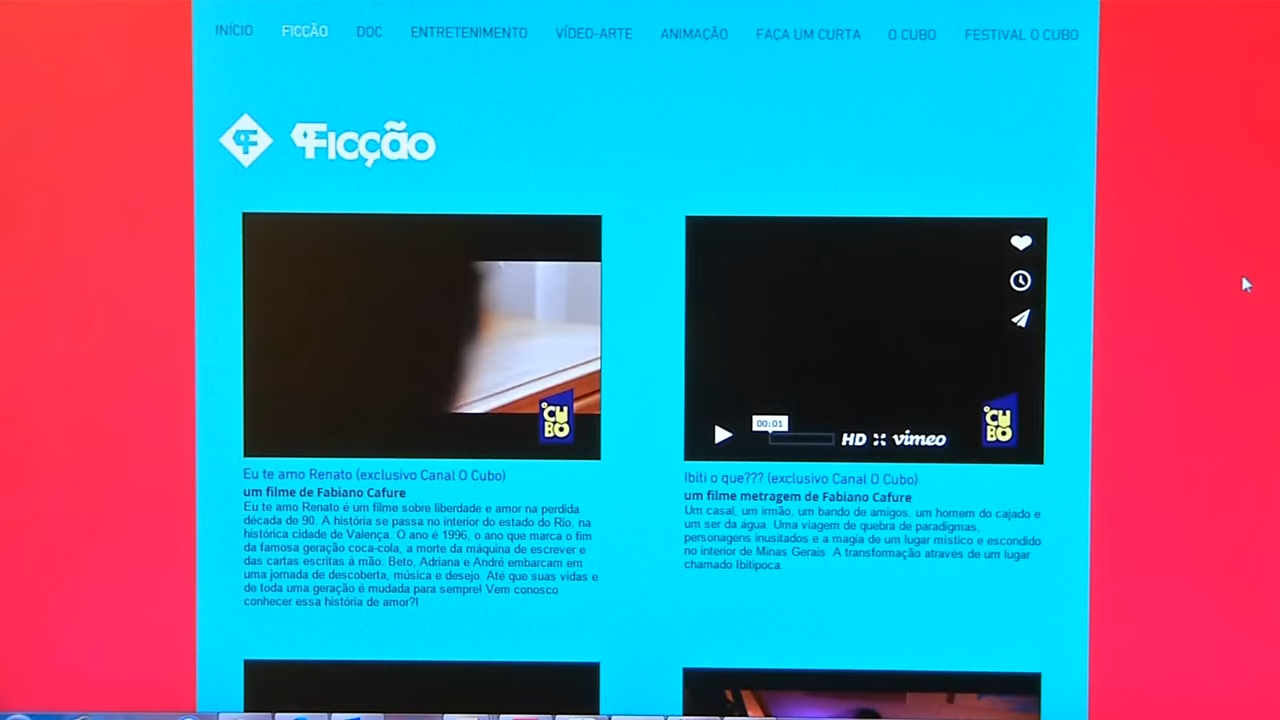 INÍCIO FICCÃO DOC ENTRETENIMENTO VÍDEO-ARTE ANIMAÇÃO FAÇA UM CURTA O CUBO FESTIVAL O CUBO
Ficção
O CUBO
00:01
HD vimeo
O CUBO
Eu te amo Renato (exclusivo Canal O Cubo)
um filme de Fabiano Cafure
Eu te amo Renato é um filme sobre liberdade e amor na perdida
década de 90. A história se passa no interior do estado do Rio, na
histórica cidade de Valença. O ano é 1996, o ano que marca o fim
da famosa geração coca-cola, a morte da máquina de escrever e
das cartas escritas à mão. Beto, Adriana e André embarcam em
uma jornada de descoberta, música e desejo. Até que suas vidas e
de toda uma geração é mudada para sempre! Vem conosco
conhecer essa história de amor?!
Ibiti o que??? (exclusivo Canal O Cubo)
um filme metragem de Fabiano Cafure
Um casal, um irmão, um bando de amigos, um homem do cajado e
um ser da água. Uma viagem de quebra de paradigmas,
personagens inusitados e a magia de um lugar místico e escondido
no interior de Minas Gerais. A transformação através de um lugar
chamado Ibitipoca.